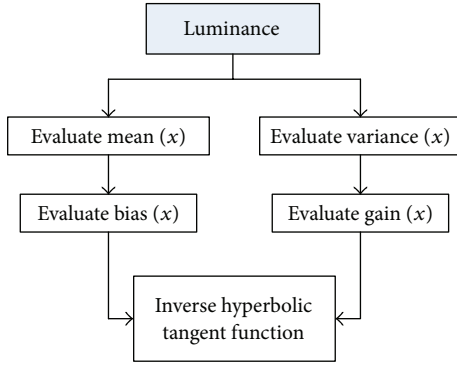 Luminance
Evaluate mean (x)
Evaluate variance (x)
Evaluate bias (x)
Evaluate gain (x)
Inverse hyperbolic
tangent function